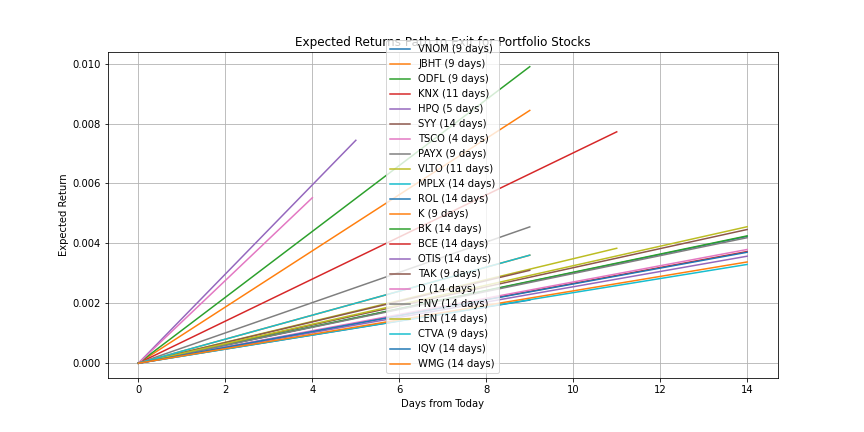 Expected Returns Path to Exit for Portfolio Stocks
Expected Return
0.010
0.008
0.006
0.004
0.002
0.000
VNOM (9 days)
JBHT (9 days)
ODFL (9 days)
KNX (11 days)
HPQ (5 days)
SYY (14 days)
TSCO (4 days)
PAYX (9 days)
VLTO (11 days)
MPLX (14 days)
ROL (14 days)
K (9 days)
BK (14 days)
BCE (14 days)
OTIS (14 days)
TAK (9 days)
D (14 days)
FNV (14 days)
LEN (14 days)
CTVA (9 days)
IQV (14 days)
WMG (14 days)
0 2 4 6 8 10 12 14
Days from Today